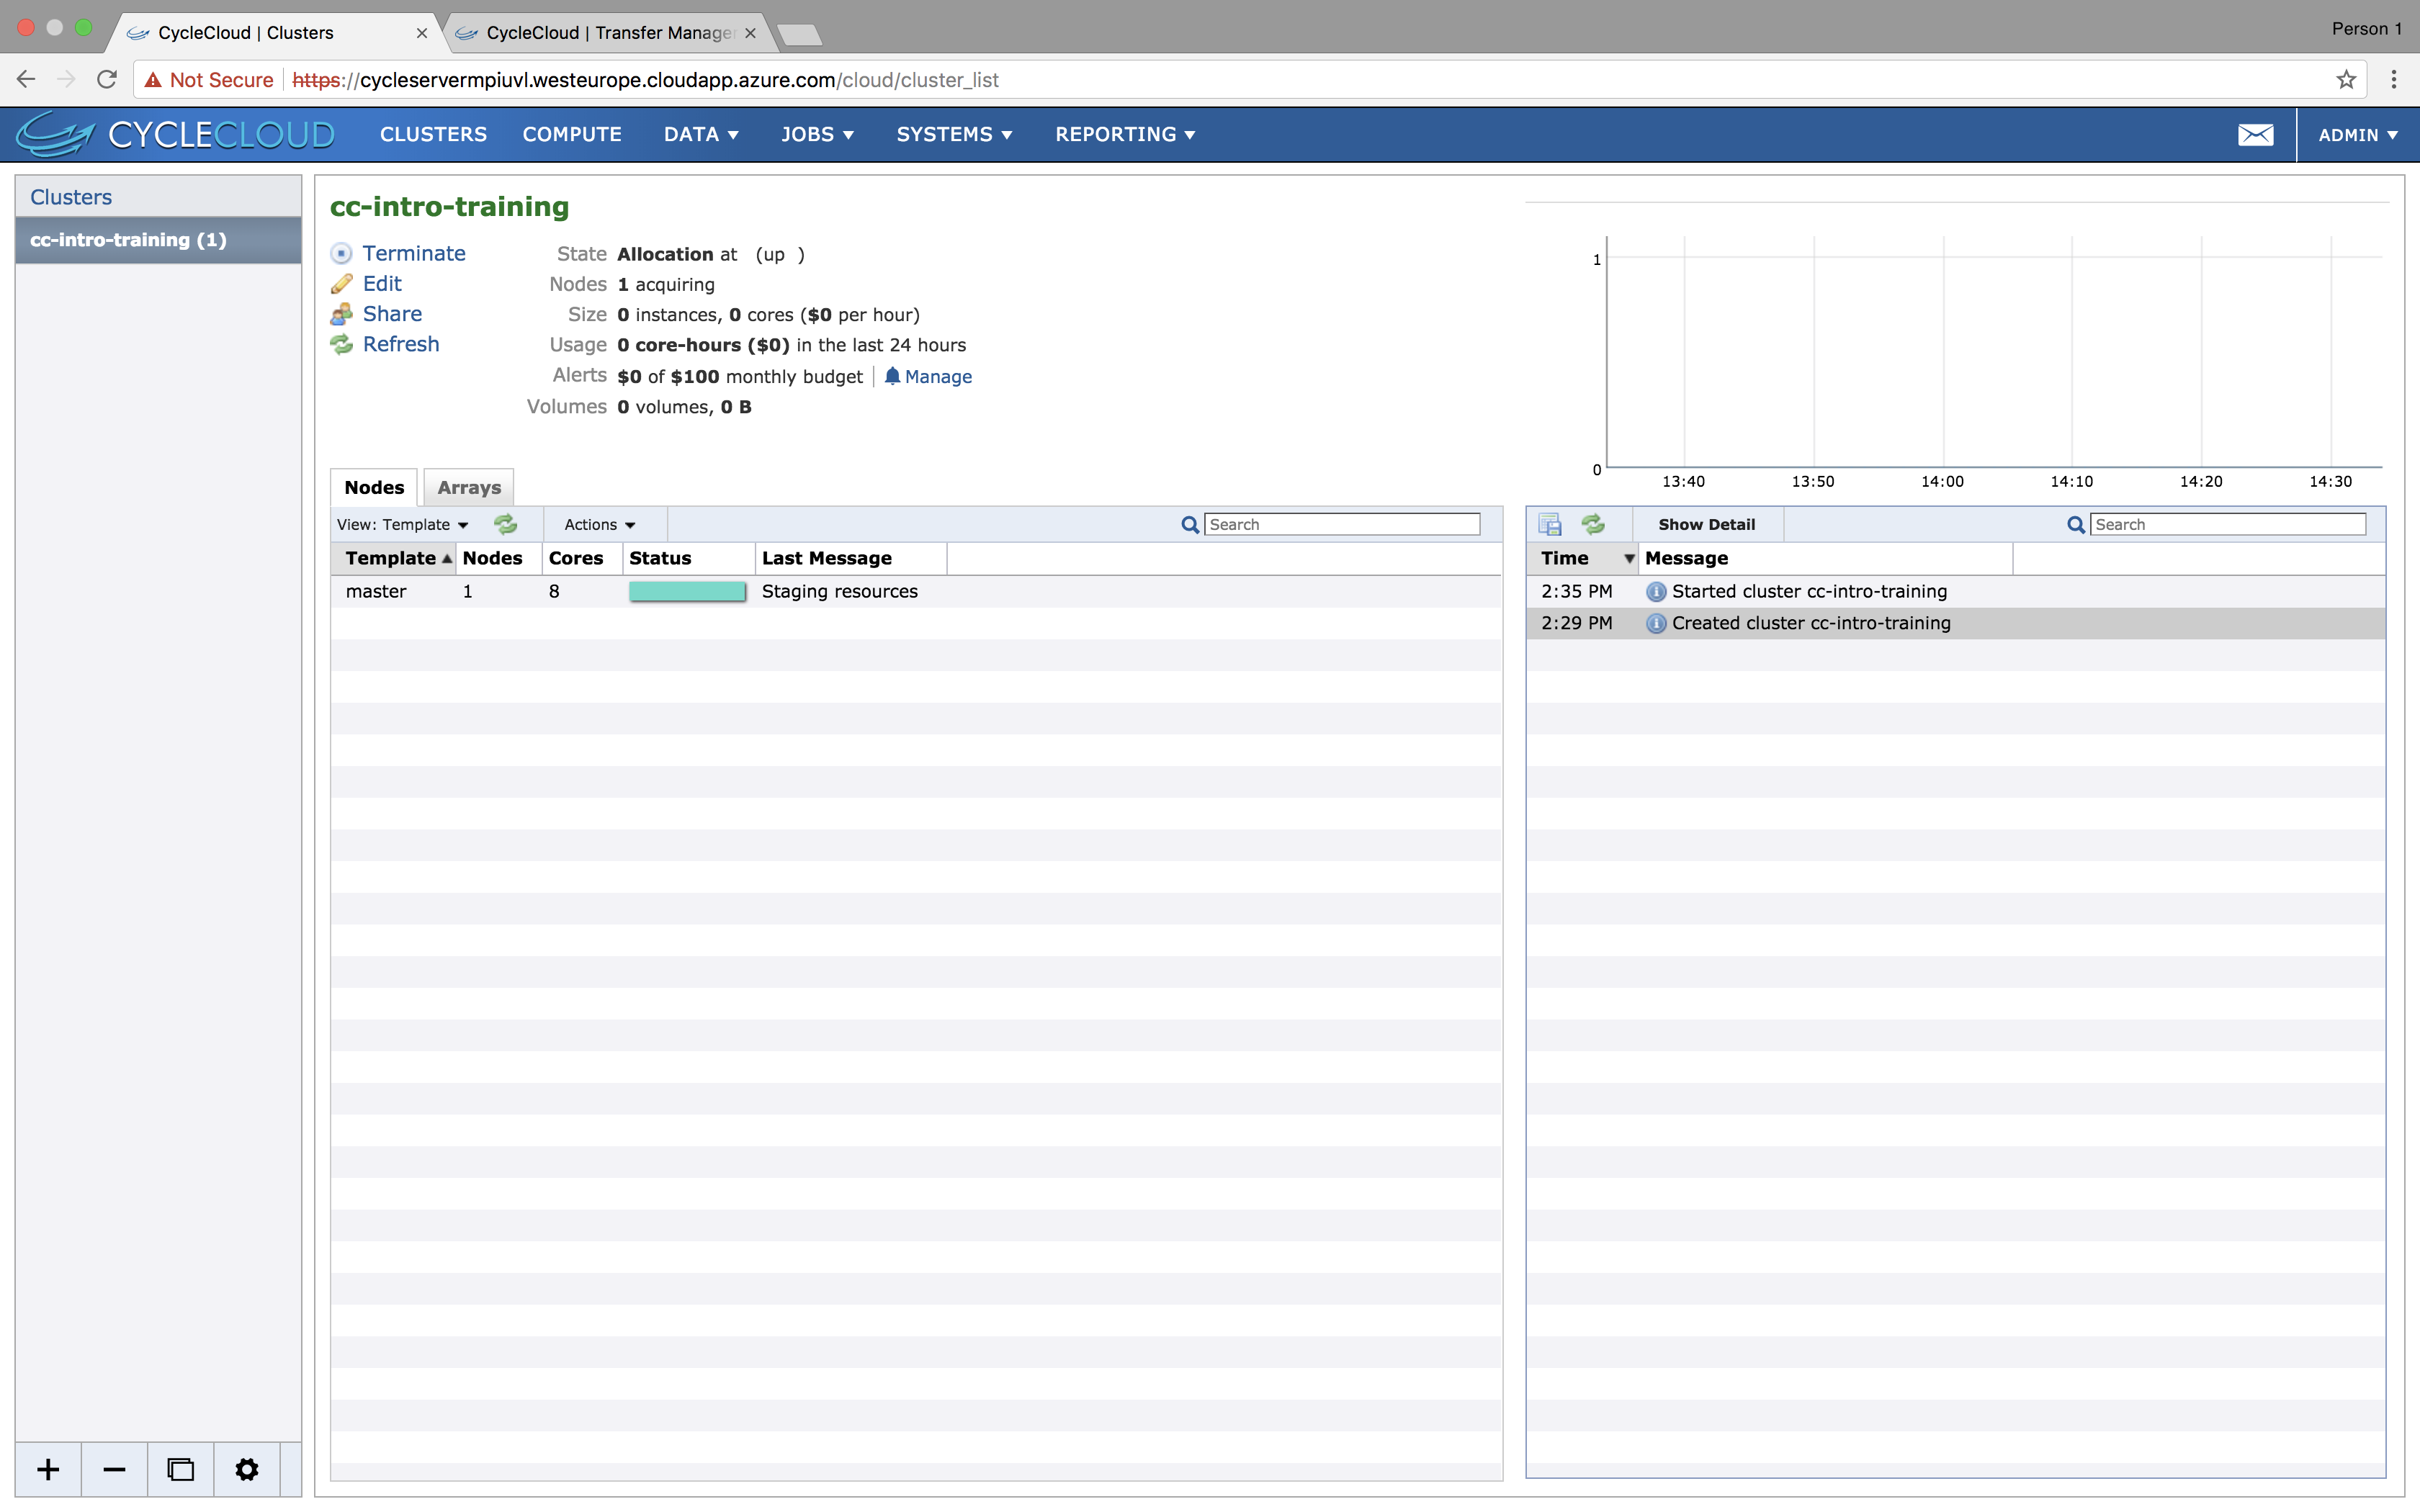 CycleCloud | Clusters
CycleCloud | Transfer Manager
Person 1
Not Secure
https://cycleservermpiuvl.westeurope.cloudapp.azure.com/cloud/cluster_list
CYCLECLOUD
CLUSTERS
COMPUTE
DATA
JOBS
SYSTEMS
REPORTING
ADMIN
Clusters
cc-intro-training (1)
cc-intro-training
Terminate
Edit
Share
Refresh
State Allocation at (up )
Nodes 1 acquiring
Size 0 instances, 0 cores ($0 per hour)
Usage 0 core-hours ($0) in the last 24 hours
Alerts $0 of $100 monthly budget | Manage
Volumes 0 volumes, 0 B
1
0
13:40 13:50 14:00 14:10 14:20 14:30
Nodes Arrays
View: Template Actions Search
Template Nodes Cores Status Last Message
master 1 8 Staging resources
Show Detail Search
Time Message
2:35 PM Started cluster cc-intro-training
2:29 PM Created cluster cc-intro-training